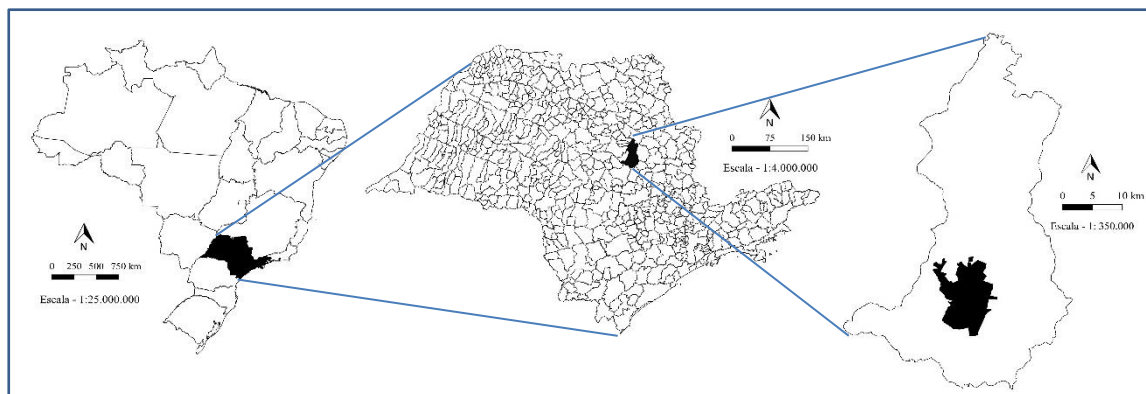 N
0 250 500 750 km
Escala - 1:25.000.000
N
0 75 150 km
Escala - 1:4.000.000
N
0 5 10 km
Escala - 1: 350.000